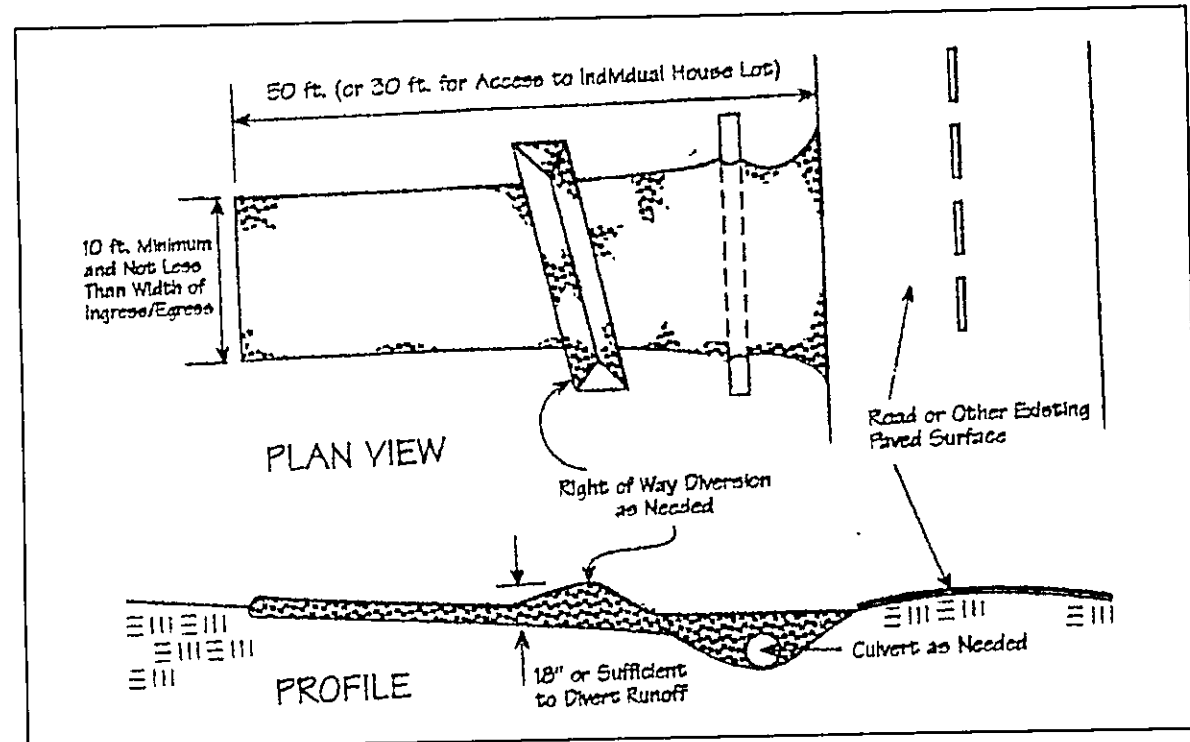 50 ft. (or 30 ft. for Access to Individual House Lot)
10 ft. Minimum
and Not Less
Than Width of
Ingress/Egress
PLAN VIEW
Right of Way Diversion
as Needed
Road or Other Existing
Paved Surface
18" or Sufficient
to Divert Runoff
Culvert as Needed
PROFILE